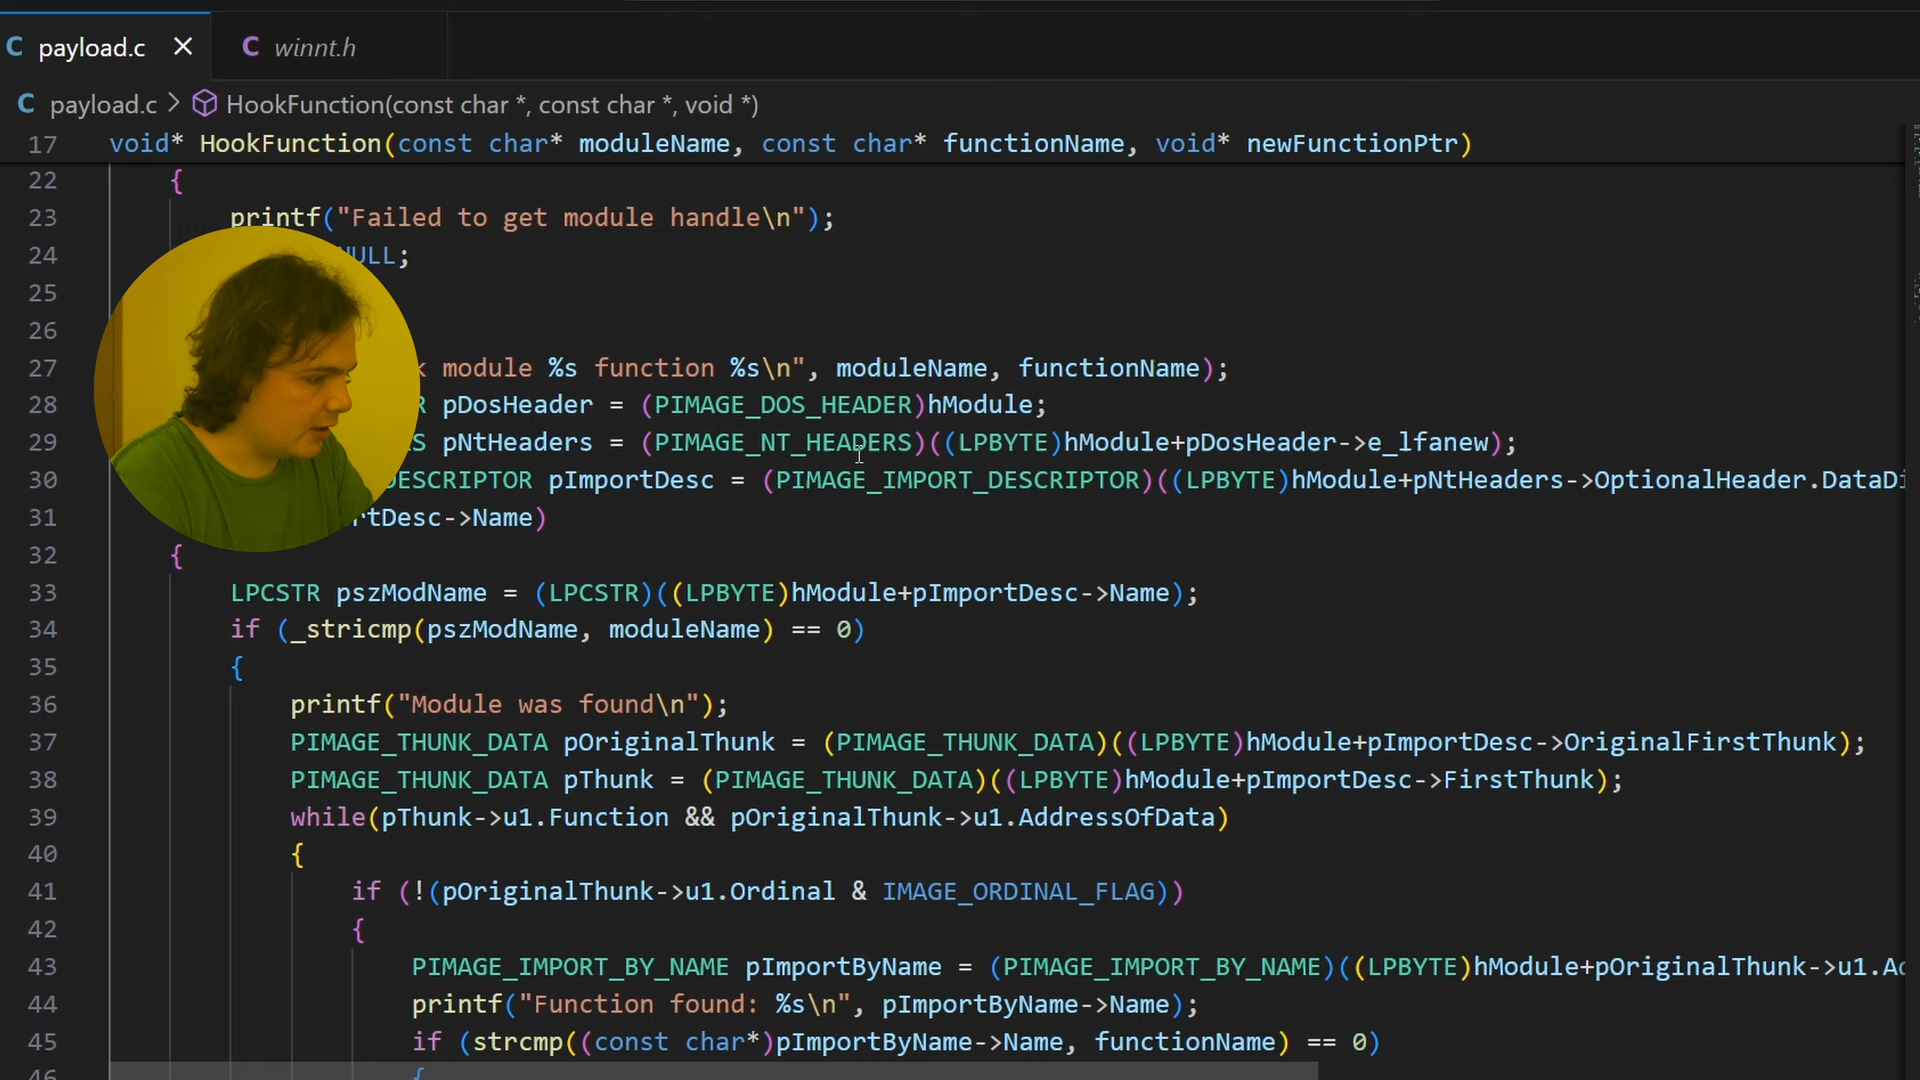 C payload.c × C winnt.h
C payload.c > HookFunction(const char *, const char *, void *)
17 void* HookFunction(const char* moduleName, const char* functionName, void* newFunctionPtr)
22 {
23 printf("Failed to get module handle\n");
24 NULL;
25
26
27 module %s function %s\n", moduleName, functionName);
28 pDosHeader = (PIMAGE_DOS_HEADER)hModule;
29 pNtHeaders = (PIMAGE_NT_HEADERS)((LPBYTE)hModule+pDosHeader->e_lfanew);
30 DESCRIPTOR pImportDesc = (PIMAGE_IMPORT_DESCRIPTOR)((LPBYTE)hModule+pNtHeaders->OptionalHeader.DataDi
31 rtDesc->Name)
32 {
33 LPCSTR pszModName = (LPCSTR)((LPBYTE)hModule+pImportDesc->Name);
34 if (_stricmp(pszModName, moduleName) == 0)
35 {
36 printf("Module was found\n");
37 PIMAGE_THUNK_DATA pOriginalThunk = (PIMAGE_THUNK_DATA)((LPBYTE)hModule+pImportDesc->OriginalFirstThunk);
38 PIMAGE_THUNK_DATA pThunk = (PIMAGE_THUNK_DATA)((LPBYTE)hModule+pImportDesc->FirstThunk);
39 while(pThunk->u1.Function && pOriginalThunk->u1.AddressOfData)
40 {
41 if (!(pOriginalThunk->u1.Ordinal & IMAGE_ORDINAL_FLAG))
42 {
43 PIMAGE_IMPORT_BY_NAME pImportByName = (PIMAGE_IMPORT_BY_NAME)((LPBYTE)hModule+pOriginalThunk->u1.Ad
44 printf("Function found: %s\n", pImportByName->Name);
45 if (strcmp((const char*)pImportByName->Name, functionName) == 0)
46 {